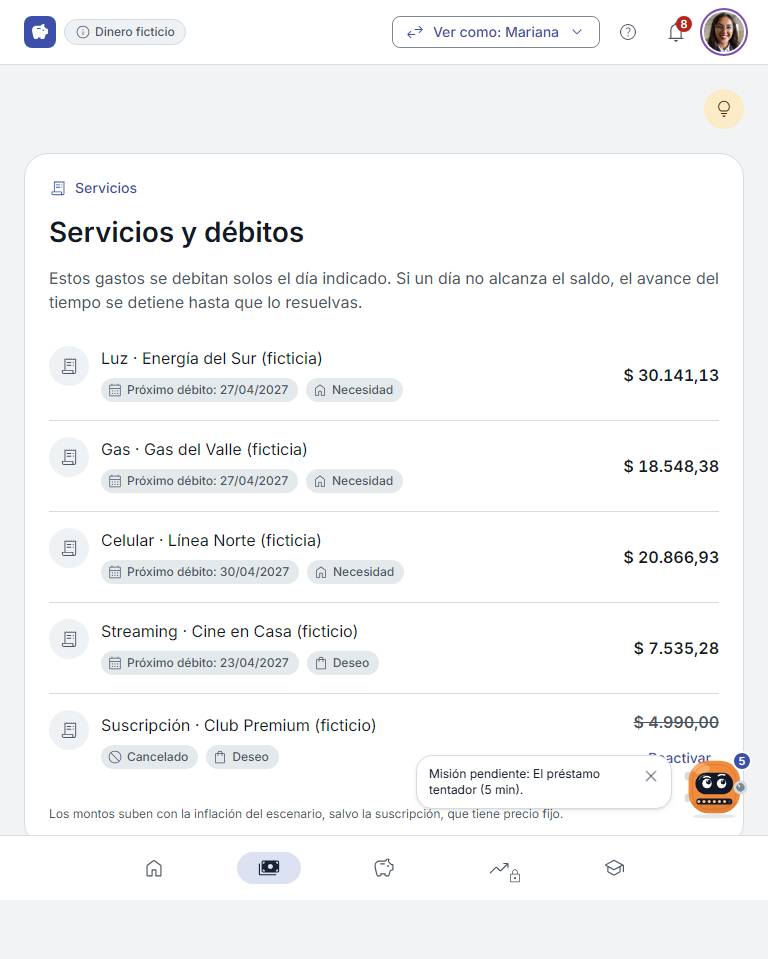 Dinero ficticio
Ver como: Mariana
8
Servicios
Servicios y débitos
Estos gastos se debitan solos el día indicado. Si un día no alcanza el saldo, el avance del
tiempo se detiene hasta que lo resuelvas.
Luz · Energía del Sur (ficticia)
Próximo débito: 27/04/2027
Necesidad
$ 30.141,13
Gas · Gas del Valle (ficticia)
Próximo débito: 27/04/2027
Necesidad
$ 18.548,38
Celular · Línea Norte (ficticia)
Próximo débito: 30/04/2027
Necesidad
$ 20.866,93
Streaming · Cine en Casa (ficticio)
Próximo débito: 23/04/2027
Deseo
$ 7.535,28
Suscripción · Club Premium (ficticio)
Cancelado
Deseo
$ 4.990,00
Reactivar
Misión pendiente: El préstamo
tentador (5 min).
5
Los montos suben con la inflación del escenario, salvo la suscripción, que tiene precio fijo.